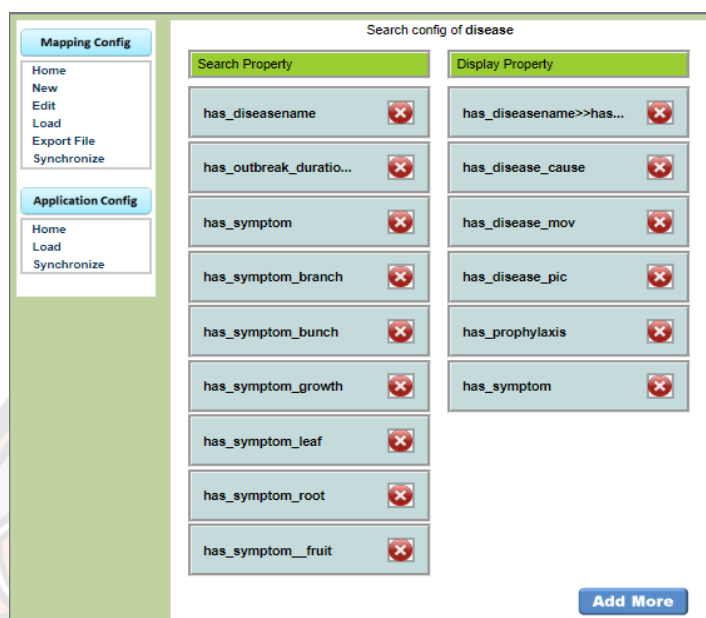 Mapping Config
Home
New
Edit
Load
Export File
Synchronize
Application Config
Home
Load
Synchronize
Search config of disease
Search Property
has_diseasename
has_outbreak_duratio...
has_symptom
has_symptom_branch
has_symptom_bunch
has_symptom_growth
has_symptom_leaf
has_symptom_root
has_symptom__fruit
Display Property
has_diseasename>>has...
has_disease_cause
has_disease_mov
has_disease_pic
has_prophylaxis
has_symptom
Add More